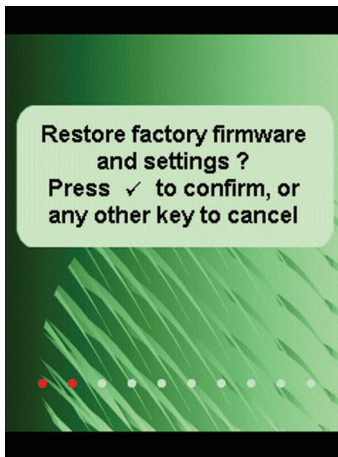 Restore factory firmware
and settings ?
Press ✓ to confirm, or
any other key to cancel